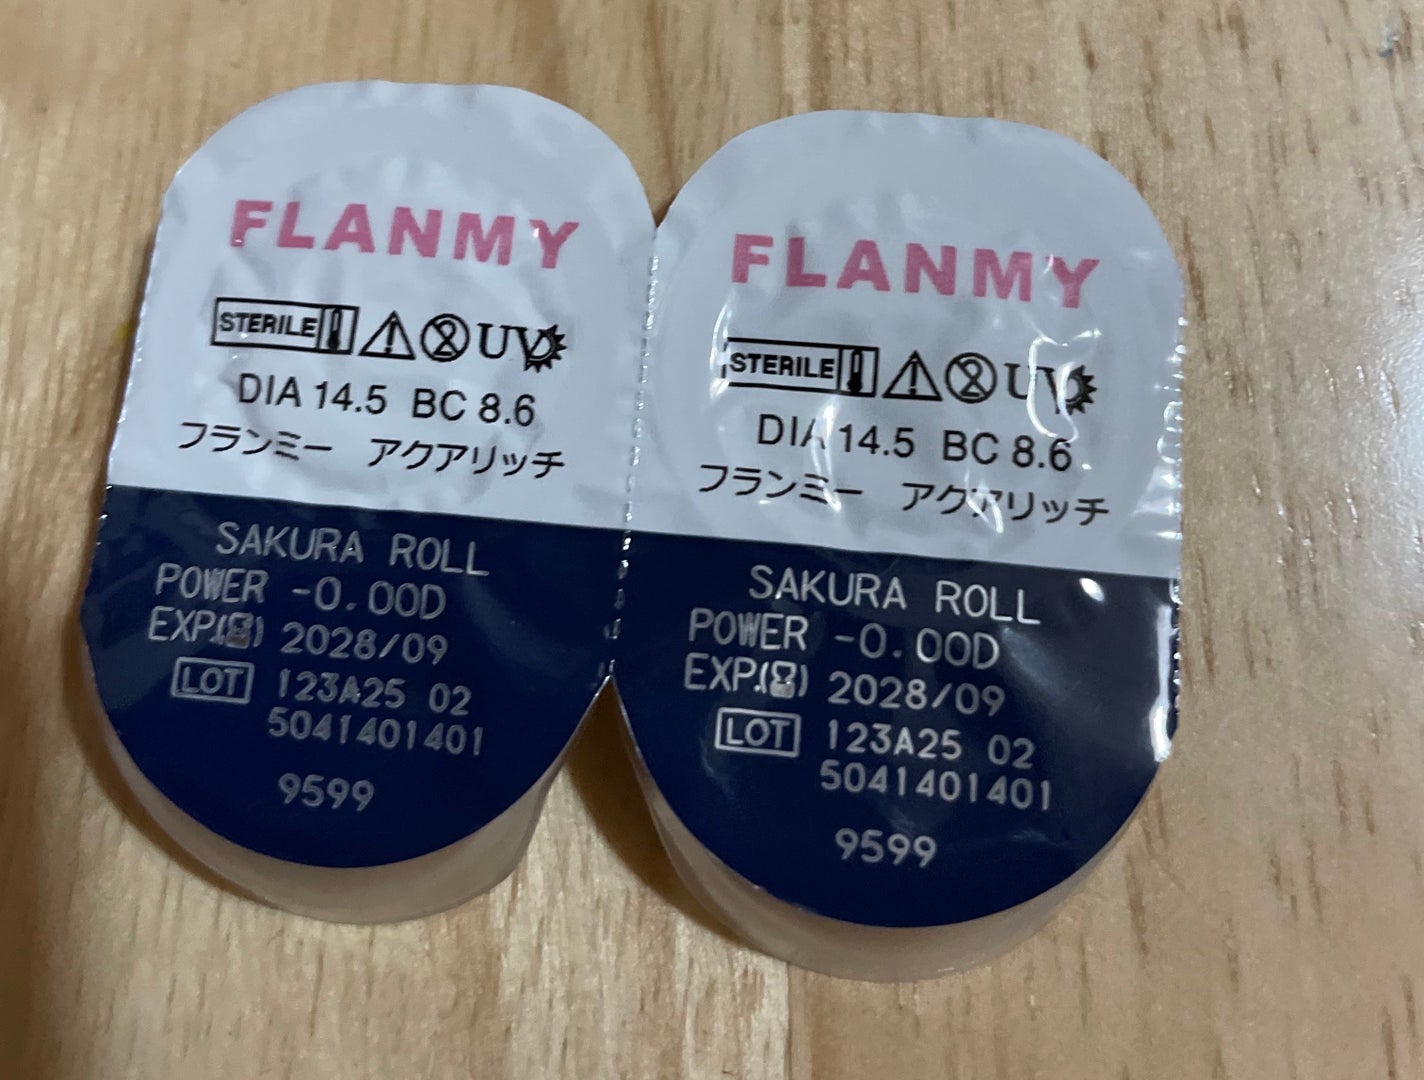 FLANMY
STERILE UV
DIA 14.5 BC 8.6
フランミー アクアリッチ
SAKURA ROLL
POWER -0.00D
EXP.() 2028/09
LOT 123A25 02
5041401401
9599
FLANMY
STERILE UV
DIA 14.5 BC 8.6
フランミー アクアリッチ
SAKURA ROLL
POWER -0.00D
EXP.() 2028/09
LOT 123A25 02
5041401401
9599